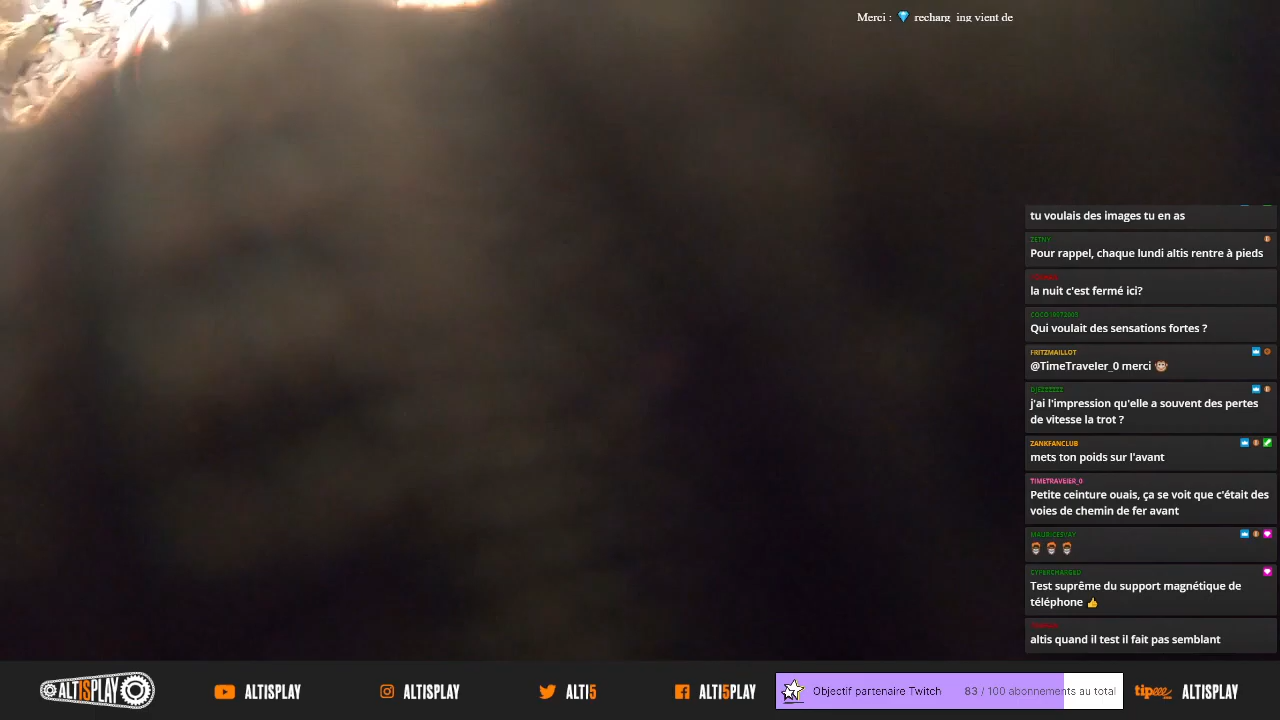 Merci : 💎 recharg_ing vient de
tu voulais des images tu en as
ZETNY
Pour rappel, chaque lundi altis rentre à pieds
la nuit c'est fermé ici?
Qui voulait des sensations fortes ?
FRITZMAILLOT
@TimeTraveler_0 merci 🐵
j'ai l'impression qu'elle a souvent des pertes
de vitesse la trot ?
ZANKFANCLUB
mets ton poids sur l'avant
TIMETRAVELER_0
Petite ceinture ouais, ça se voit que c'était des
voies de chemin de fer avant
MAURICESVAY
CYPERCHARGED
Test suprême du support magnétique de
téléphone 👍
altis quand il test il fait pas semblant
ALTISPLAY
ALTISPLAY
ALTISPLAY
ALTI5
ALTI5PLAY
Objectif partenaire Twitch 83 / 100 abonnements au total
tipeee ALTISPLAY